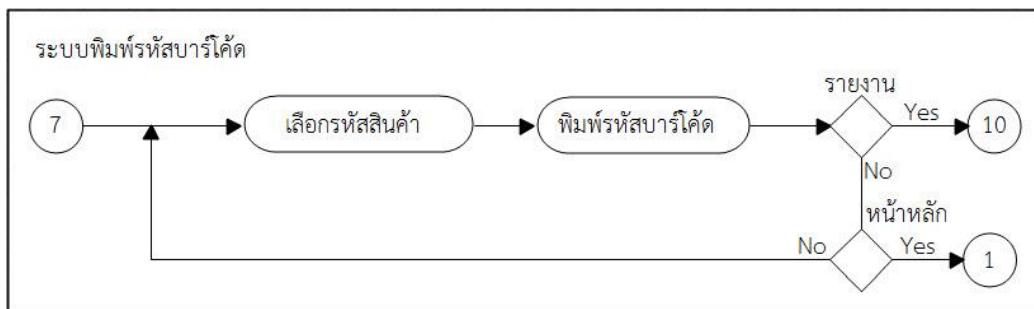 ระบบพิมพ์รหัสบาร์โค้ด
รายงาน
7
เลือกรหัสสินค้า
พิมพ์รหัสบาร์โค้ด
Yes
10
No
หน้าหลัก
No
Yes
1